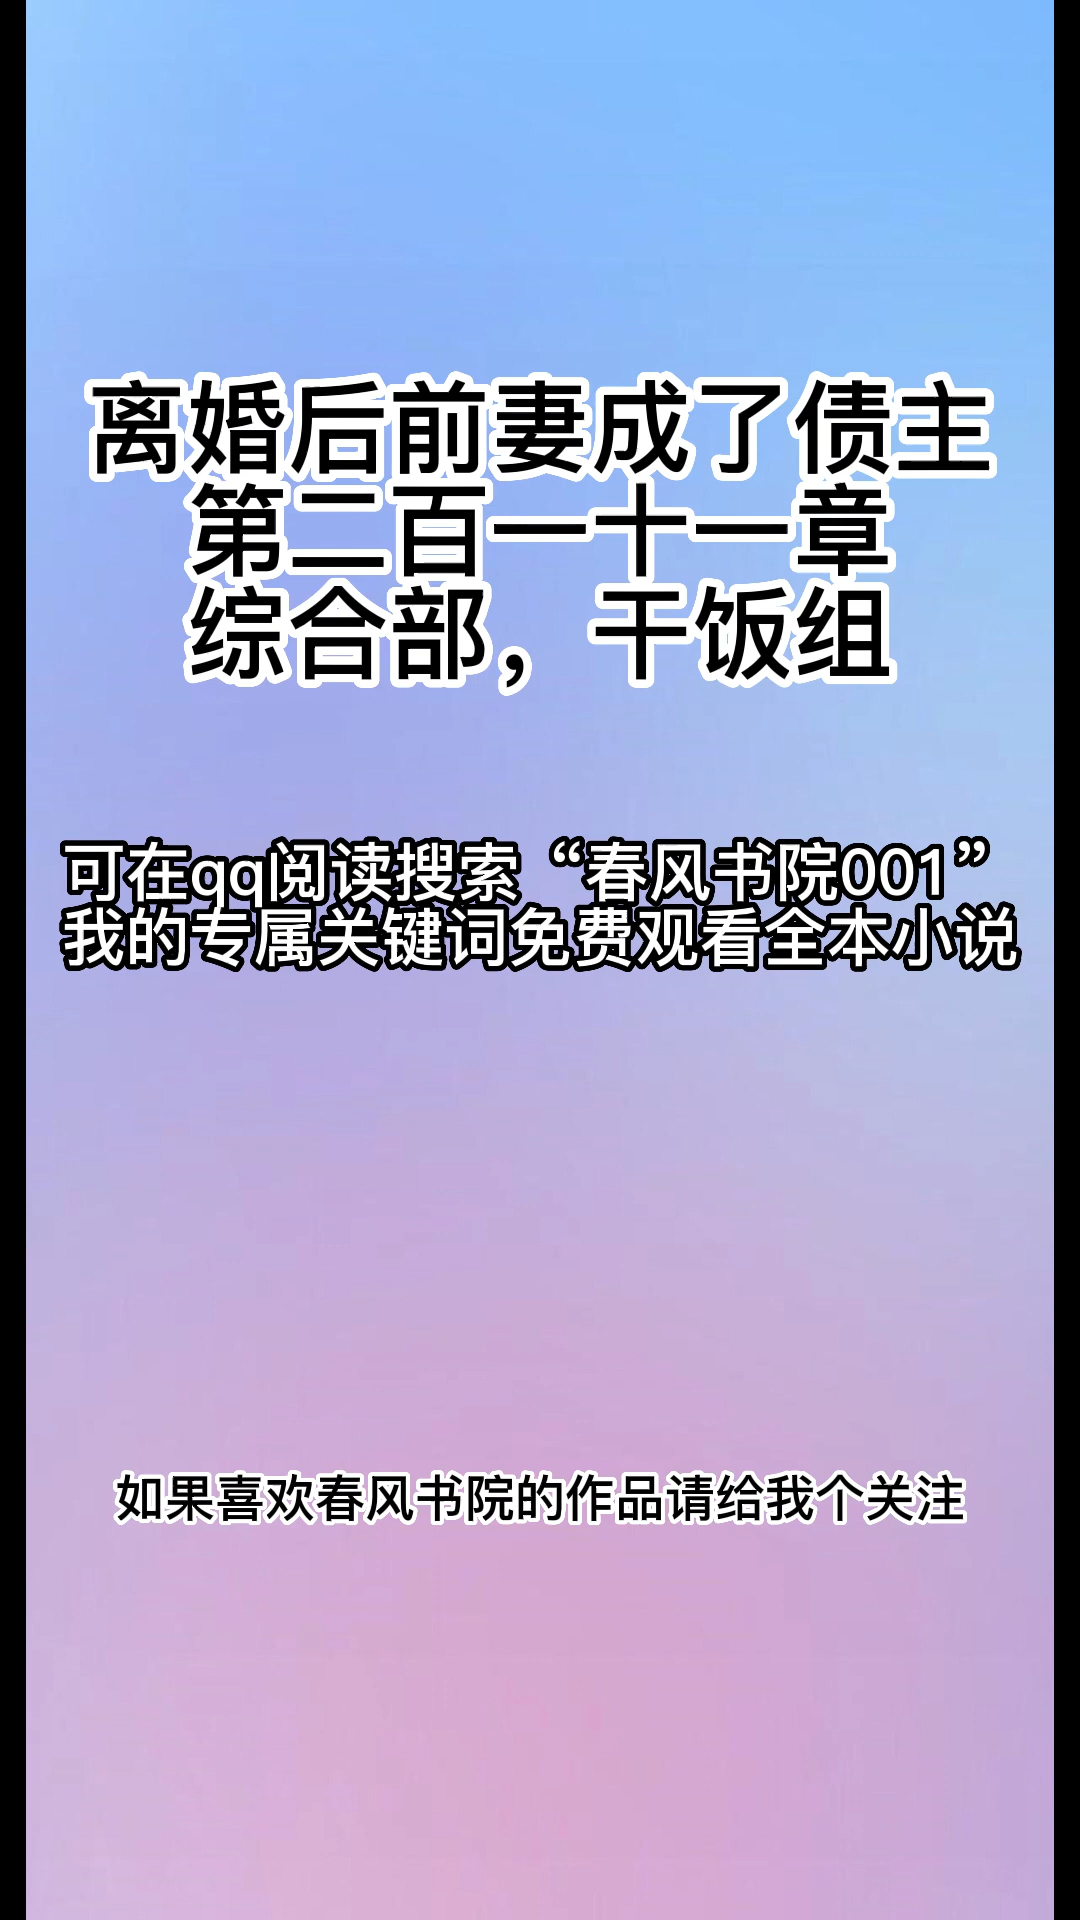 离婚后前妻成了债主
第二百一十一章
综合部，干饭组
可在qq阅读搜索“春风书院001”
我的专属关键词免费观看全本小说
如果喜欢春风书院的作品请给我个关注